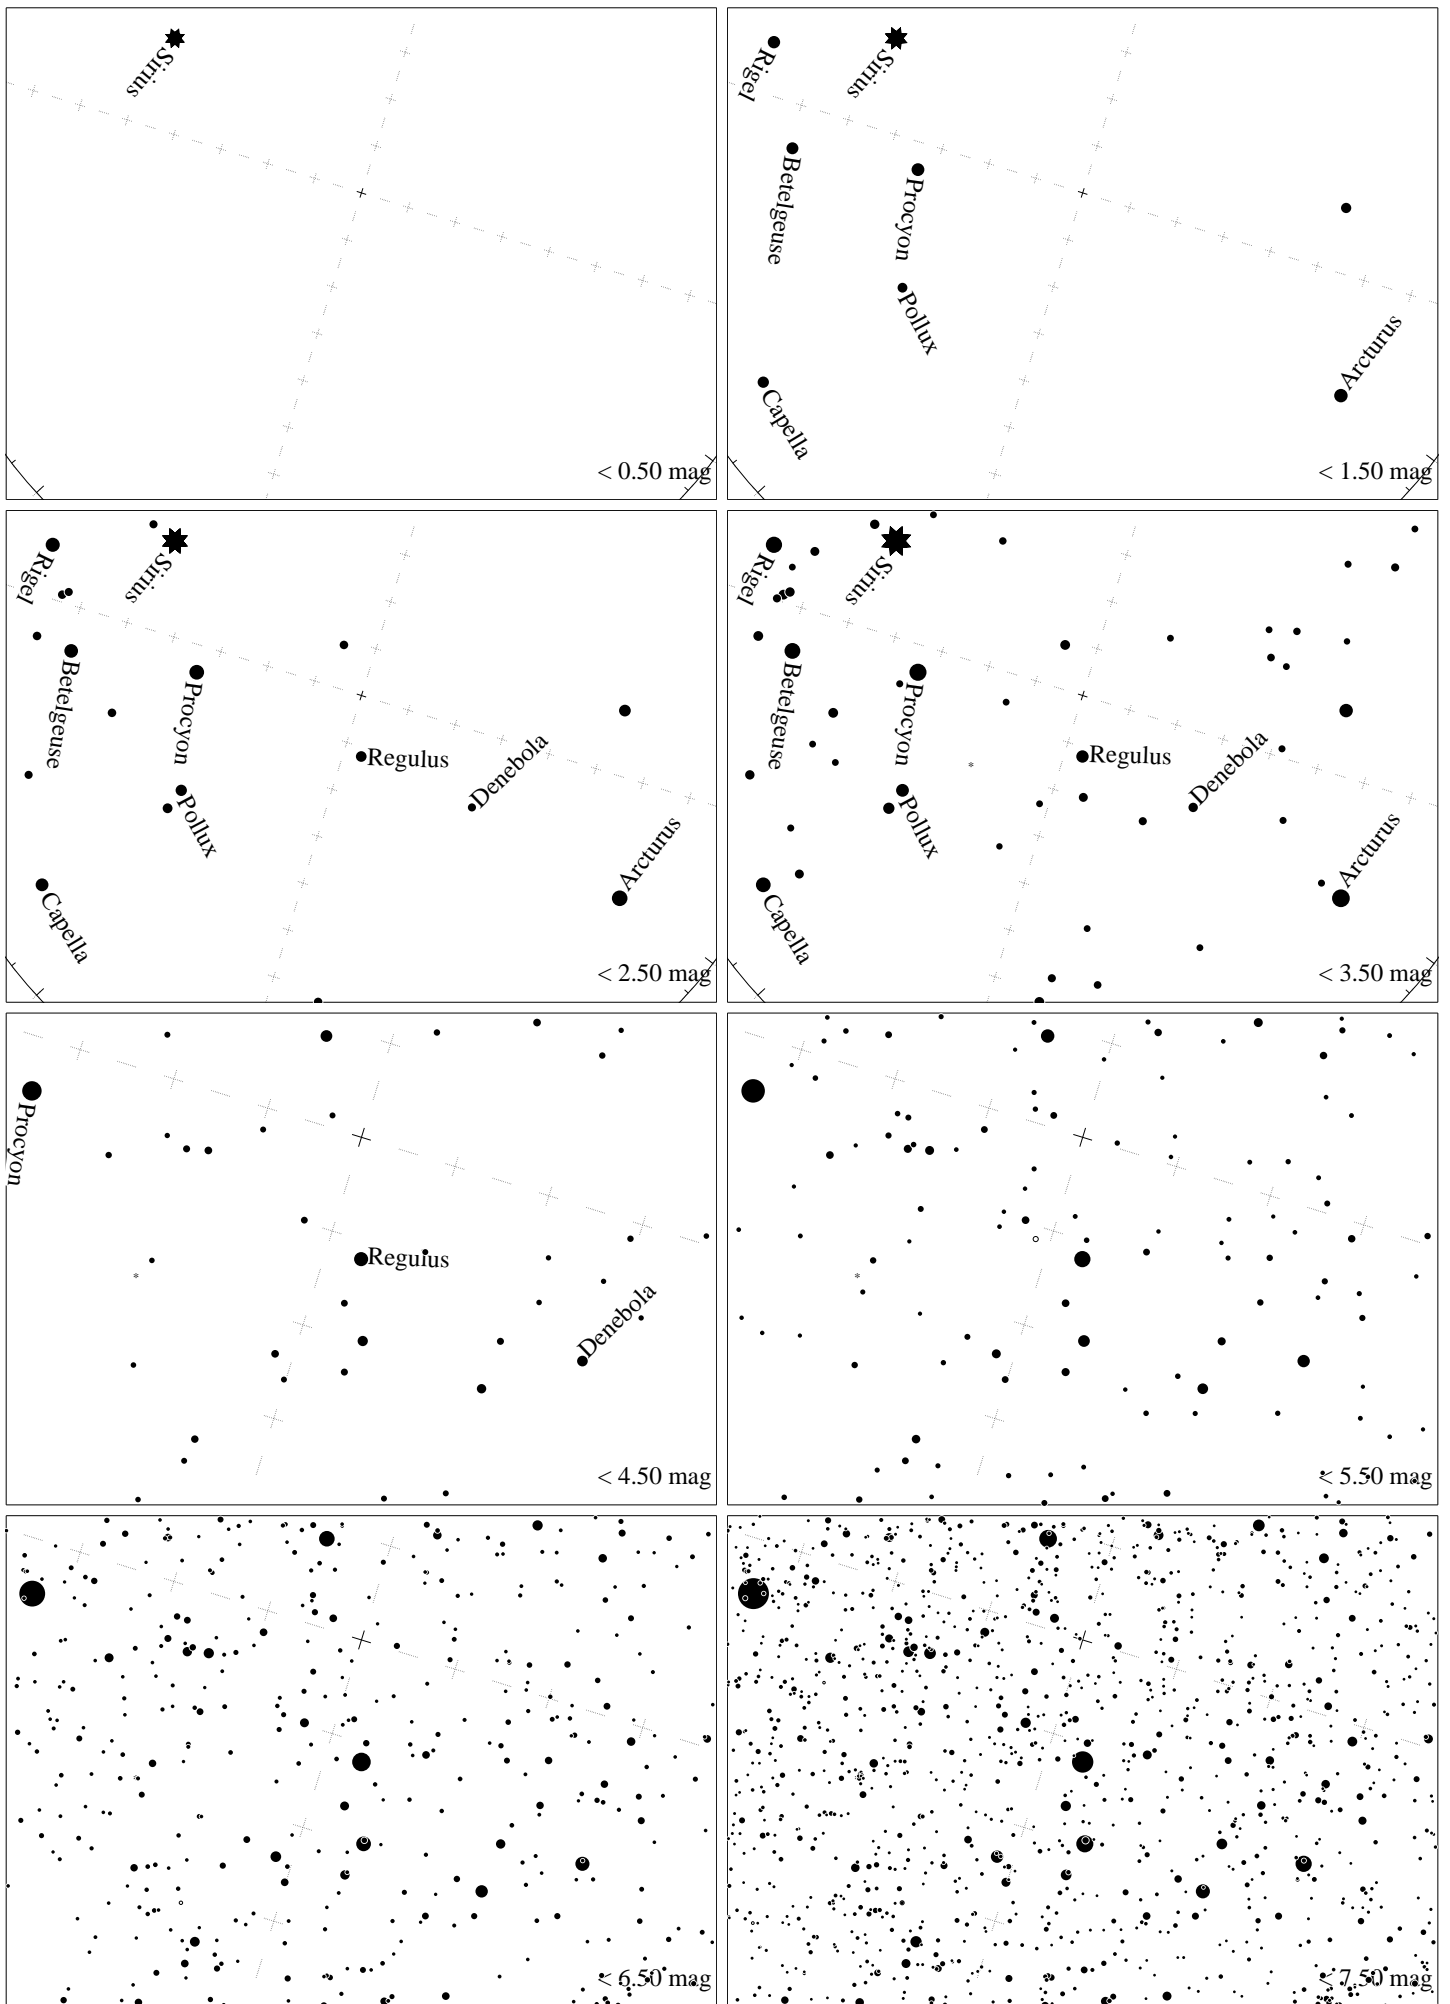 Sirius
< 0.50 mag
Rigel
Sirius
Betelgeuse
Procyon
Pollux
Capella
Arcturus
< 1.50 mag
Rigel
Sirius
Betelgeuse
Procyon
Regulus
Denebola
Pollux
Capella
Arcturus
< 2.50 mag
Rigel
Sirius
Betelgeuse
Procyon
Regulus
Denebola
Pollux
Capella
Arcturus
< 3.50 mag
Procyon
Regulus
Denebola
< 4.50 mag
< 5.50 mag
< 6.50 mag
< 7.50 mag